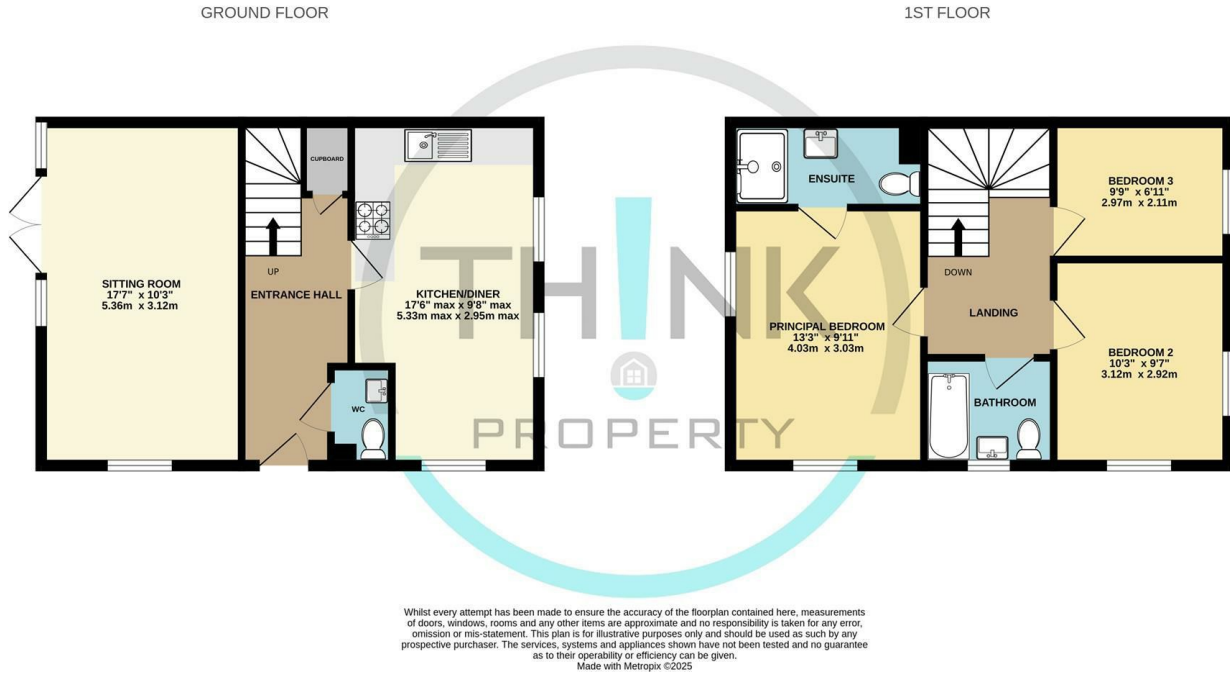 GROUND FLOOR
1ST FLOOR
CUPBOARD
UP
ENTRANCE HALL
SITTING ROOM
17'7" x 10'3"
5.36m x 3.12m
KITCHEN/DINER
17'6" max x 9'8" max
5.33m max x 2.95m max
WC
ENSUITE
BEDROOM 3
9'9" x 6'11"
2.97m x 2.11m
DOWN
LANDING
PRINCIPAL BEDROOM
13'3" x 9'11"
4.03m x 3.03m
BEDROOM 2
10'3" x 9'7"
3.12m x 2.92m
BATHROOM
TH!NK
PROPERTY
Whilst every attempt has been made to ensure the accuracy of the floorplan contained here, measurements
of doors, windows, rooms and any other items are approximate and no responsibility is taken for any error,
omission or mis-statement. This plan is for illustrative purposes only and should be used as such by any
prospective purchaser. The services, systems and appliances shown have not been tested and no guarantee
as to their operability or efficiency can be given.
Made with Metropix ©2025